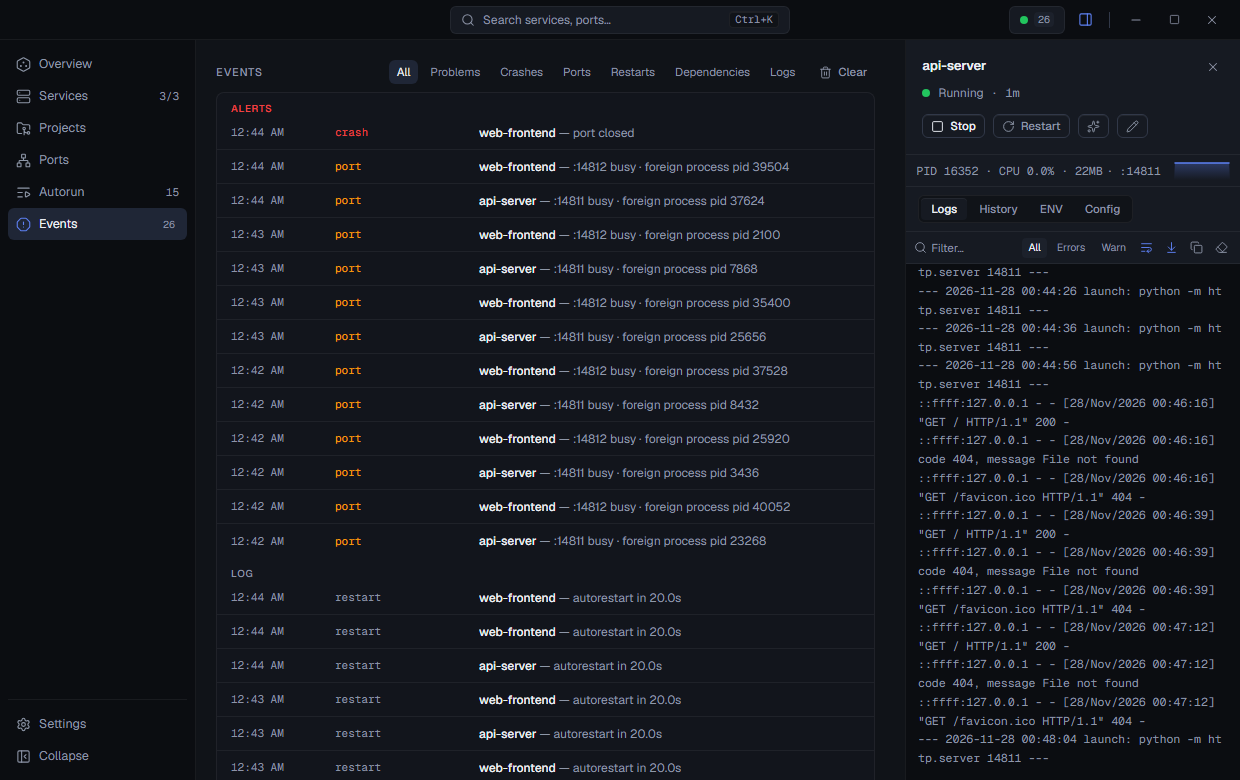 Search services, ports...
Ctrl+K
26
Overview
Services 3/3
Projects
Ports
Autorun 15
Events 26
Settings
Collapse
EVENTS
All Problems Crashes Ports Restarts Dependencies Logs Clear
ALERTS
12:44 AM crash web-frontend — port closed
12:44 AM port web-frontend — :14812 busy · foreign process pid 39504
12:44 AM port api-server — :14811 busy · foreign process pid 37624
12:43 AM port web-frontend — :14812 busy · foreign process pid 2100
12:43 AM port api-server — :14811 busy · foreign process pid 7868
12:43 AM port web-frontend — :14812 busy · foreign process pid 35400
12:43 AM port api-server — :14811 busy · foreign process pid 25656
12:42 AM port web-frontend — :14812 busy · foreign process pid 37528
12:42 AM port api-server — :14811 busy · foreign process pid 8432
12:42 AM port web-frontend — :14812 busy · foreign process pid 25920
12:42 AM port api-server — :14811 busy · foreign process pid 3436
12:42 AM port web-frontend — :14812 busy · foreign process pid 40052
12:42 AM port api-server — :14811 busy · foreign process pid 23268
LOG
12:44 AM restart web-frontend — autorestart in 20.0s
12:44 AM restart web-frontend — autorestart in 20.0s
12:44 AM restart api-server — autorestart in 20.0s
12:43 AM restart web-frontend — autorestart in 20.0s
12:43 AM restart api-server — autorestart in 20.0s
12:43 AM restart web-frontend — autorestart in 20.0s
api-server
Running · 1m
Stop Restart
PID 16352 · CPU 0.0% · 22MB · :14811
Logs History ENV Config
Filter... All Errors Warn
tp.server 14811 ---
--- 2026-11-28 00:44:26 launch: python -m ht
tp.server 14811 ---
--- 2026-11-28 00:44:36 launch: python -m ht
tp.server 14811 ---
--- 2026-11-28 00:44:56 launch: python -m ht
tp.server 14811 ---
::ffff:127.0.0.1 - - [28/Nov/2026 00:46:16]
"GET / HTTP/1.1" 200 -
::ffff:127.0.0.1 - - [28/Nov/2026 00:46:16]
code 404, message File not found
::ffff:127.0.0.1 - - [28/Nov/2026 00:46:16]
"GET /favicon.ico HTTP/1.1" 404 -
::ffff:127.0.0.1 - - [28/Nov/2026 00:46:39]
"GET / HTTP/1.1" 200 -
::ffff:127.0.0.1 - - [28/Nov/2026 00:46:39]
code 404, message File not found
::ffff:127.0.0.1 - - [28/Nov/2026 00:46:39]
"GET /favicon.ico HTTP/1.1" 404 -
::ffff:127.0.0.1 - - [28/Nov/2026 00:47:12]
"GET / HTTP/1.1" 200 -
::ffff:127.0.0.1 - - [28/Nov/2026 00:47:12]
code 404, message File not found
::ffff:127.0.0.1 - - [28/Nov/2026 00:47:12]
"GET /favicon.ico HTTP/1.1" 404 -
--- 2026-11-28 00:48:04 launch: python -m ht
tp.server 14811 ---